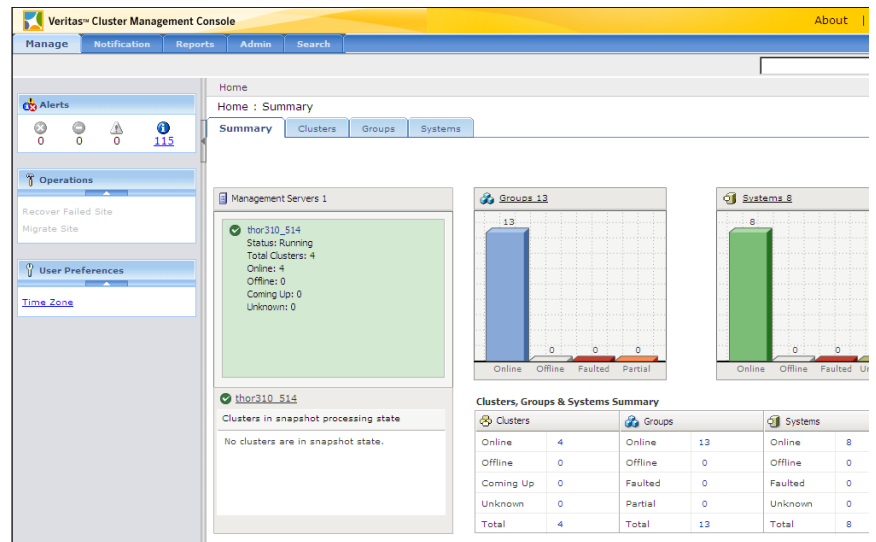 Veritas™ Cluster Management Console
About |
Manage Notification Reports Admin Search
Home
Home : Summary
Summary Clusters Groups Systems
Alerts
0 0 0 115
Operations
Recover Failed Site
Migrate Site
User Preferences
Time Zone
Management Servers 1
thor310_514
Status: Running
Total Clusters: 4
Online: 4
Offline: 0
Coming Up: 0
Unknown: 0
thor310_514
Clusters in snapshot processing state
No clusters are in snapshot state.
Groups 13
13
0 0 0
Online Offline Faulted Partial
Systems 8
8
0 0
Online Offline Faulted Un
Clusters, Groups & Systems Summary
Clusters Groups Systems
Online 4 Online 13 Online 8
Offline 0 Offline 0 Offline 0
Coming Up 0 Faulted 0 Faulted 0
Unknown 0 Partial 0 Unknown 0
Total 4 Total 13 Total 8